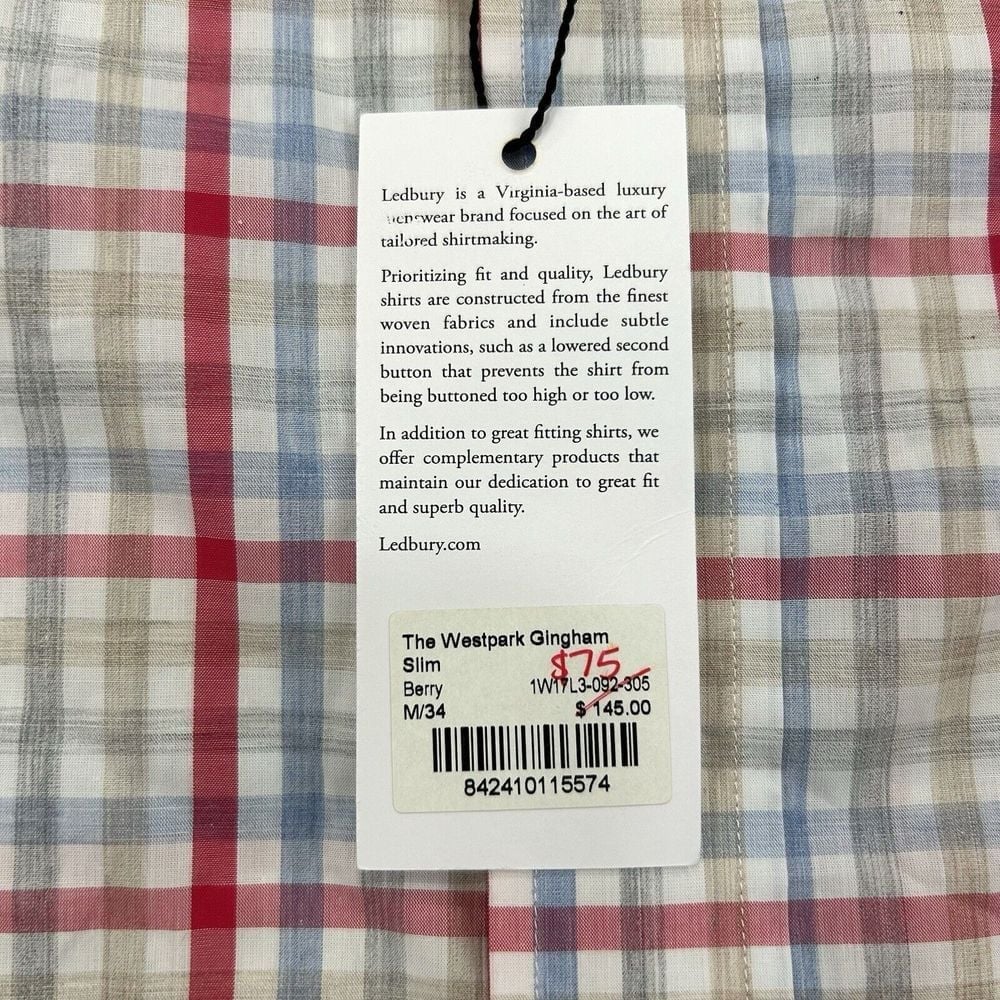 Ledbury is a Virginia-based luxury
menswear brand focused on the art of
tailored shirtmaking.
Prioritizing fit and quality, Ledbury
shirts are constructed from the finest
woven fabrics and include subtle
innovations, such as a lowered second
button that prevents the shirt from
being buttoned too high or too low.
In addition to great fitting shirts, we
offer complementary products that
maintain our dedication to great fit
and superb quality.
Ledbury.com
The Westpark Gingham
Slim $75
Berry 1W17L3-092-305
M/34 $ 145.00
842410115574